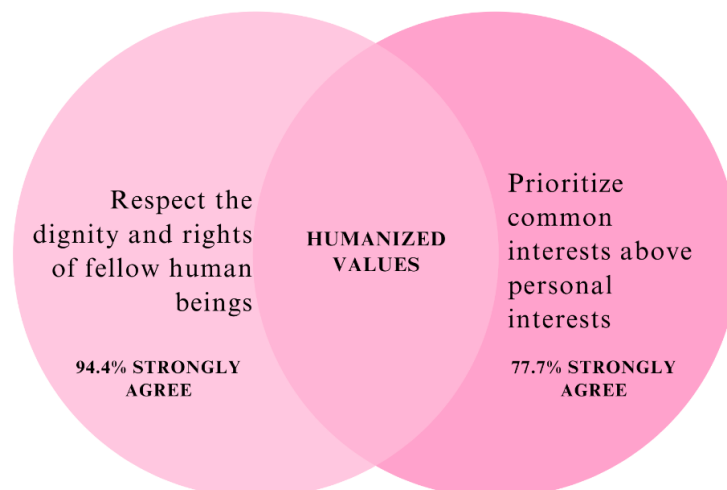 Respect the
dignity and rights
of fellow human
beings
94.4% STRONGLY
AGREE
HUMANIZED
VALUES
Prioritize
common
interests above
personal
interests
77.7% STRONGLY
AGREE